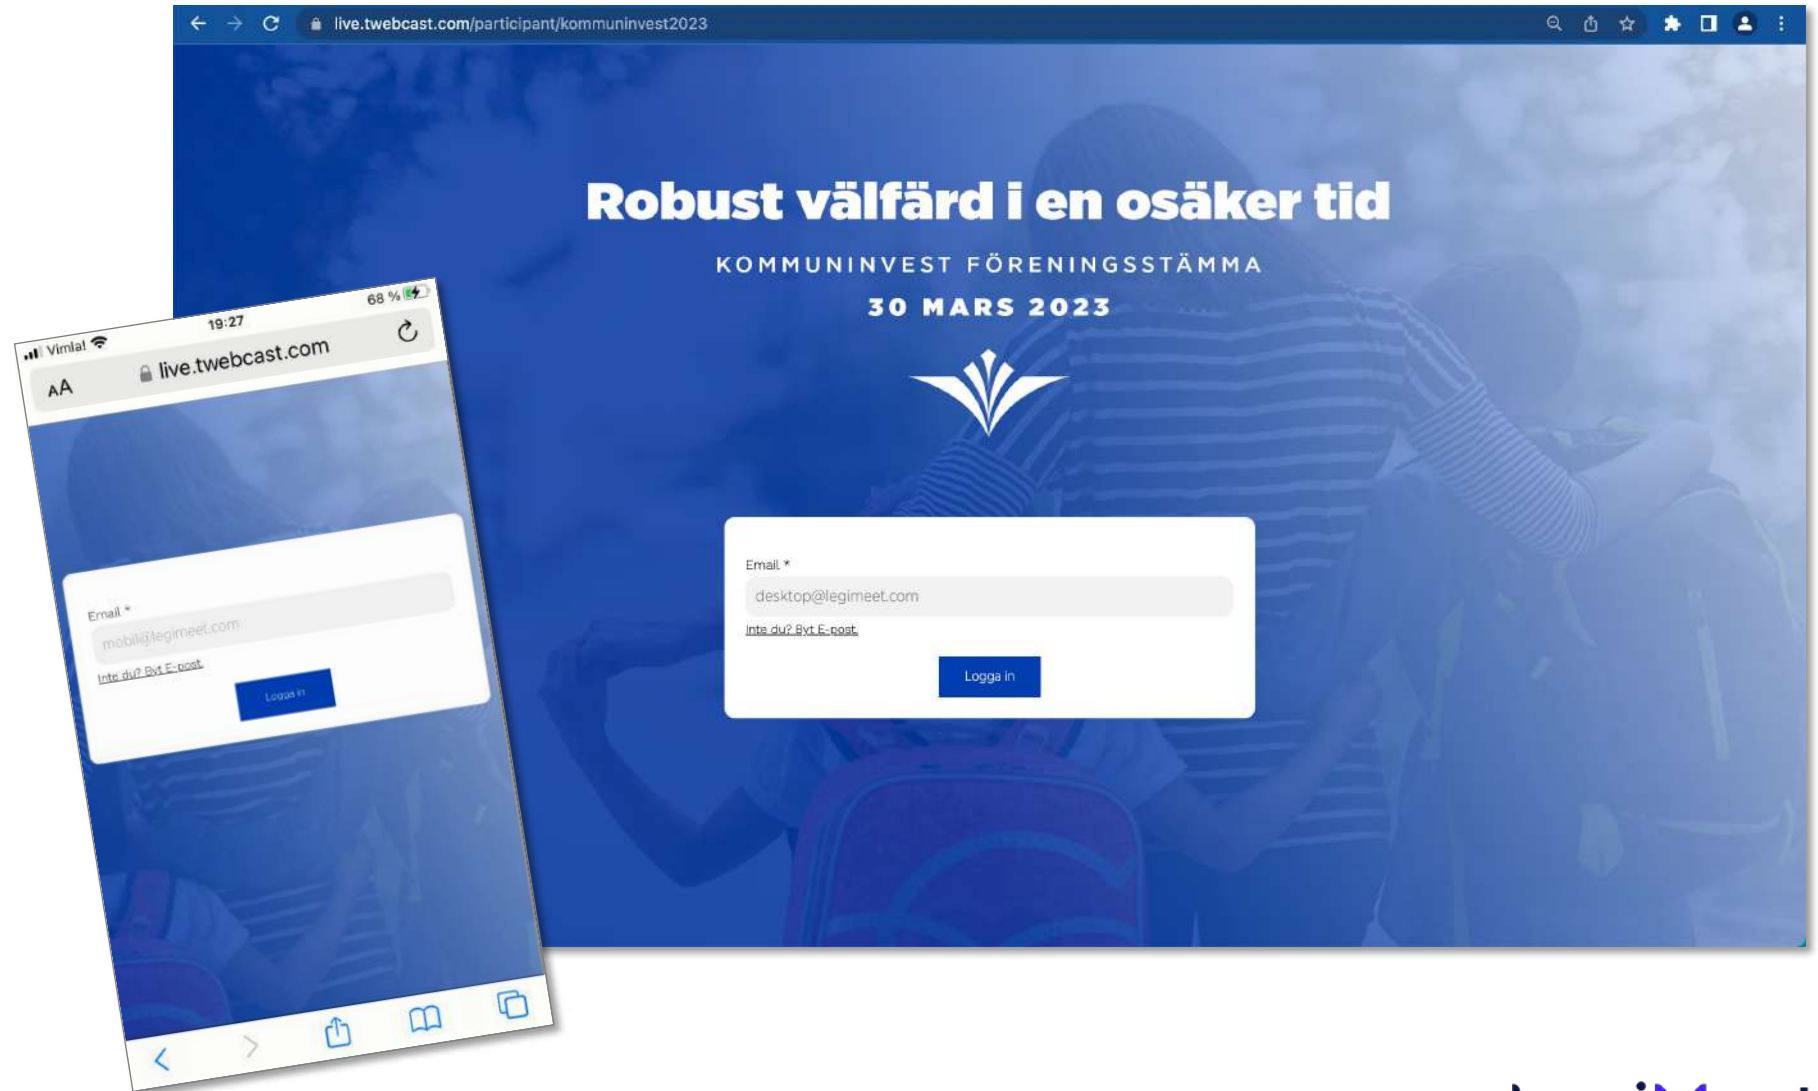 live.twebcast.com/participant/kommuninvest2023
Robust välfärd i en osäker tid
KOMMUNINVEST FÖRENINGSSTÄMMA
30 MARS 2023
Email *
desktop@legimeet.com
Inte du? Byt E-post.
Logga in
Vimla!
19:27
68 %
AA
live.twebcast.com
Email *
mobil@legimeet.com
Inte du? Byt E-post.
Logga in